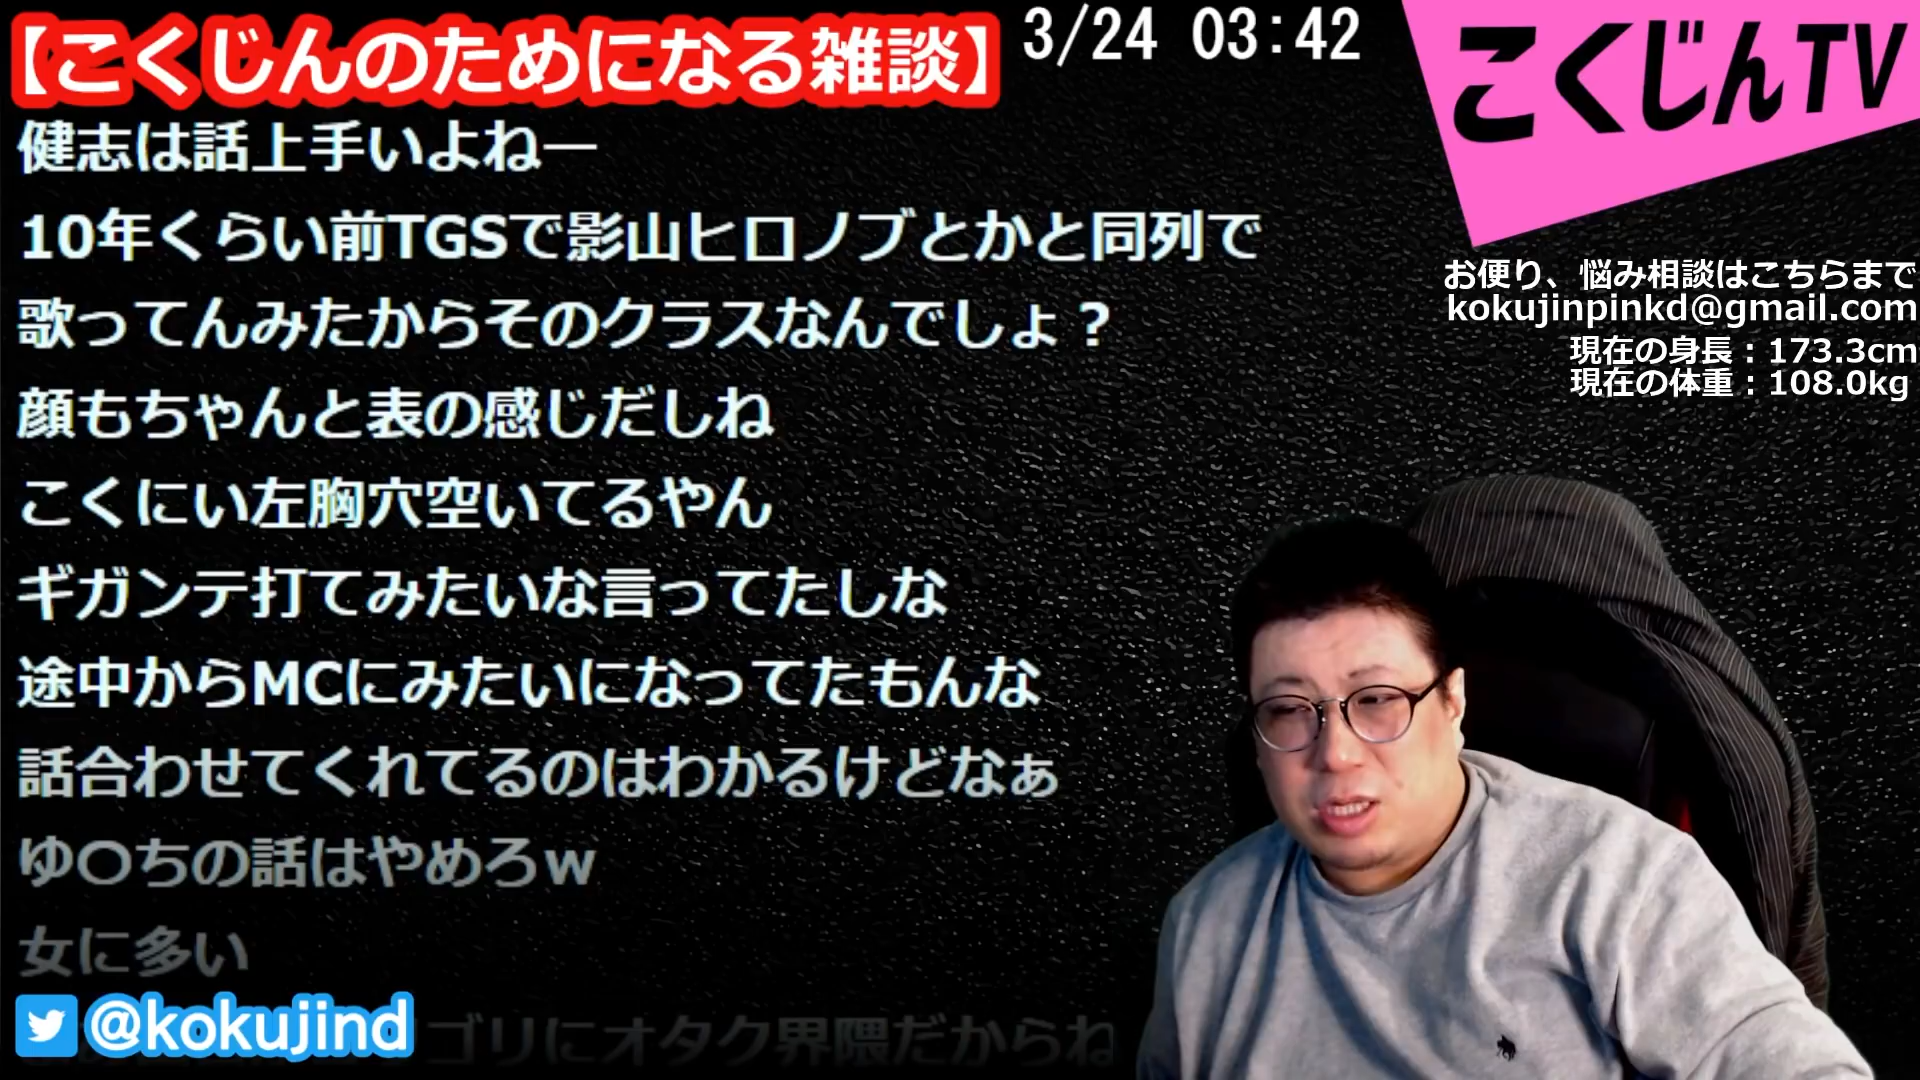 【こくじんのためになる雑談】
3/24 03:42
こくじんTV
健志は話上手いよねー
10年くらい前TGSで影山ヒロノブとかと同列で
歌ってんみたからそのクラスなんでしょ？
顔もちゃんと表の感じだしね
こくにい左胸穴空いてるやん
ギガンテ打てみたいな言ってたしな
途中からMCにみたいになってたもんな
話合わせてくれてるのはわかるけどなぁ
ゆ〇ちの話はやめろw
女に多い
ゴリにオタク界隈だからね
@kokujind
お便り、悩み相談はこちらまで
kokujinpinkd@gmail.com
現在の身長：173.3cm
現在の体重：108.0kg